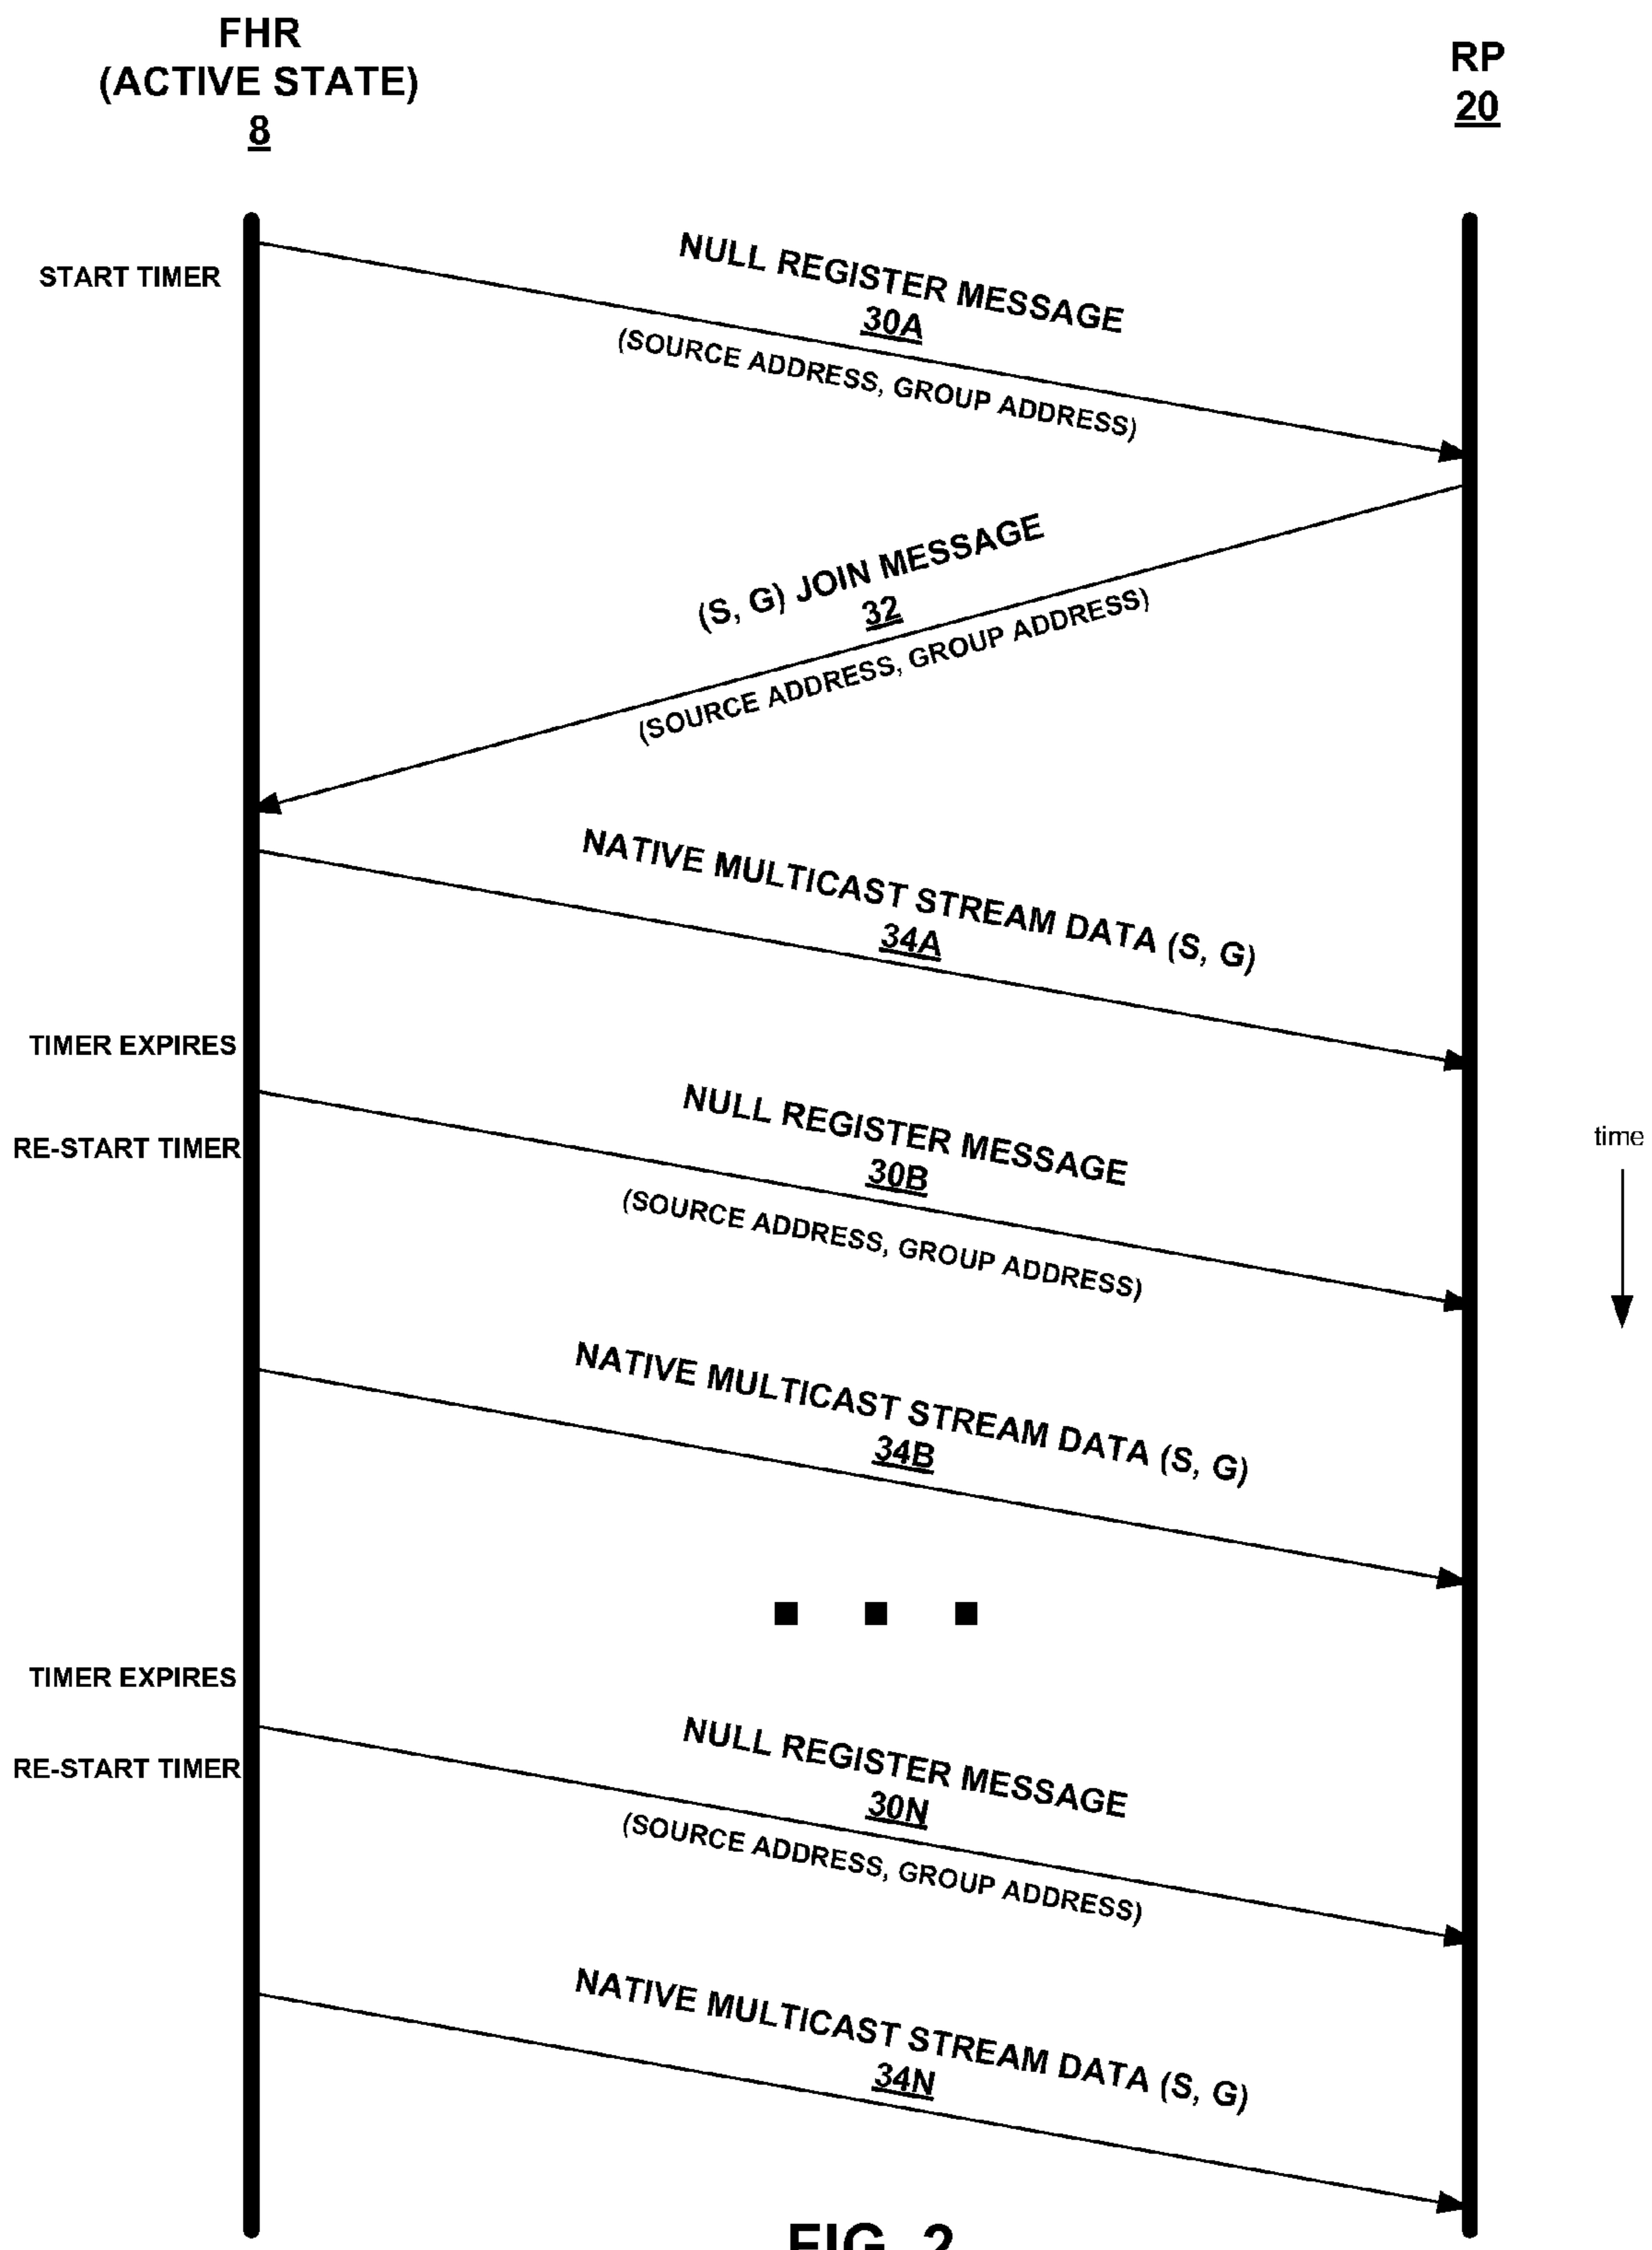 FHR
(ACTIVE STATE)
8
RP
20
START TIMER
NULL REGISTER MESSAGE
30A
(SOURCE ADDRESS, GROUP ADDRESS)
(S, G) JOIN MESSAGE
32
(SOURCE ADDRESS, GROUP ADDRESS)
NATIVE MULTICAST STREAM DATA (S, G)
34A
TIMER EXPIRES
NULL REGISTER MESSAGE
30B
RE-START TIMER
(SOURCE ADDRESS, GROUP ADDRESS)
time
NATIVE MULTICAST STREAM DATA (S, G)
34B
TIMER EXPIRES
NULL REGISTER MESSAGE
30N
RE-START TIMER
(SOURCE ADDRESS, GROUP ADDRESS)
NATIVE MULTICAST STREAM DATA (S, G)
34N
FIG. 2